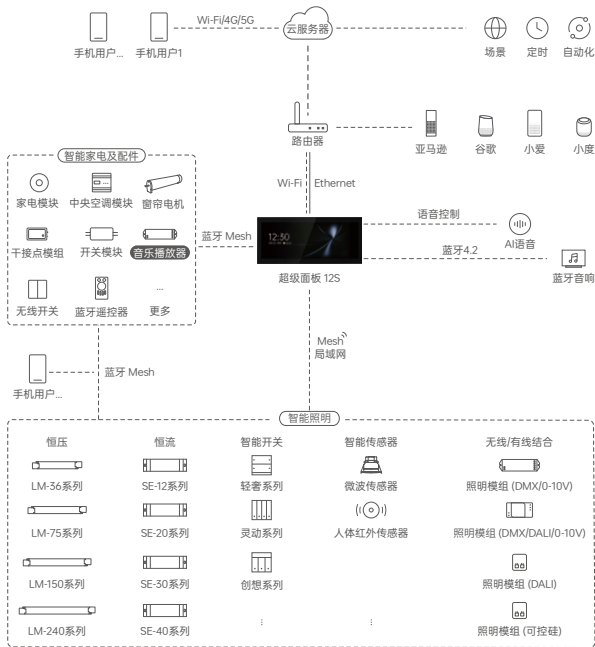 Wi-Fi/4G/5G
云服务器
手机用户... 手机用户1
场景 定时 自动化
路由器
亚马逊 谷歌 小爱 小度
智能家电及配件
Wi-Fi Ethernet
家电模块 中央空调模块 窗帘电机
语音控制
AI语音
蓝牙 Mesh
12:30
蓝牙4.2
干接点模组 开关模块 音乐播放器
超级面板 12S
蓝牙音响
无线开关 蓝牙遥控器 ... 更多
Mesh
局域网
蓝牙 Mesh
手机用户...
智能照明
恒压 恒流 智能开关 智能传感器 无线/有线结合
LM-36系列 SE-12系列 轻奢系列 微波传感器 照明模组 (DMX/0-10V)
LM-75系列 SE-20系列 灵动系列 人体红外传感器 照明模组 (DMX/DALI/0-10V)
LM-150系列 SE-30系列 创想系列 照明模组 (DALI)
LM-240系列 SE-40系列 照明模组 (可控硅)